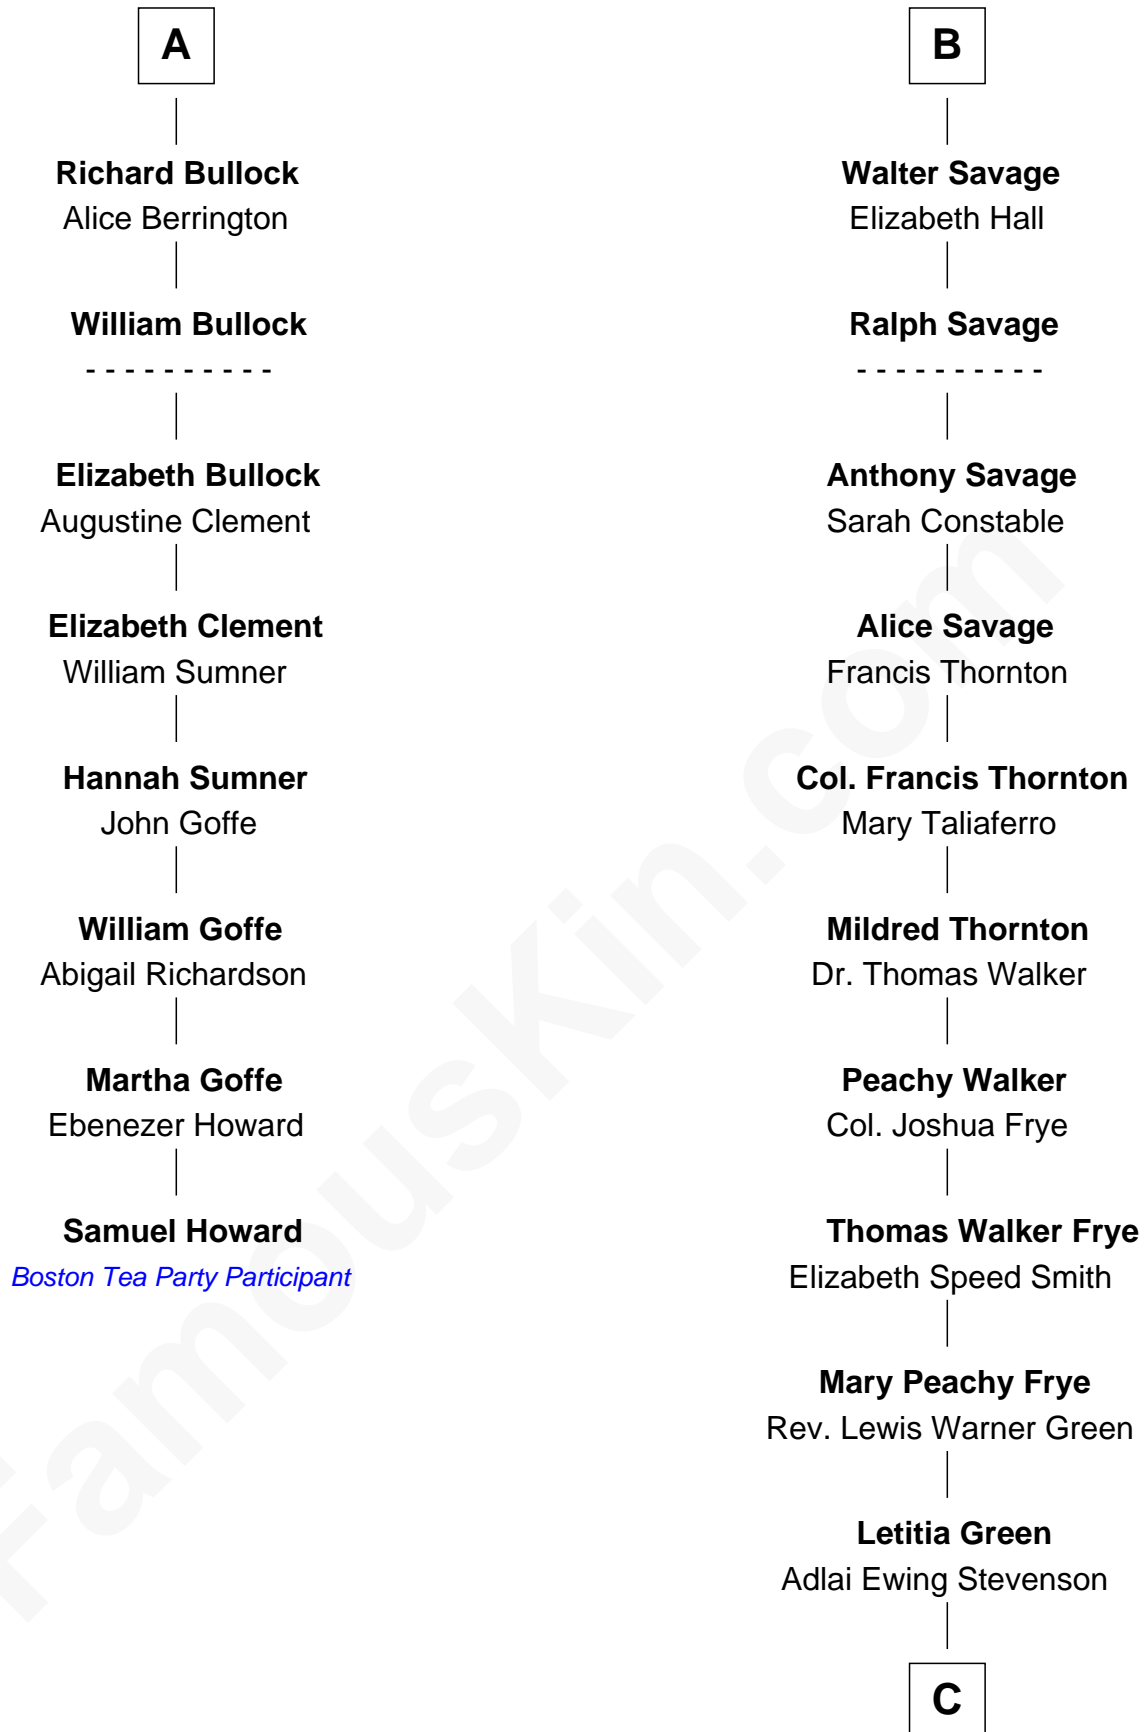 A
Richard Bullock
Alice Berrington
William Bullock
- - - - - - - - - -
Elizabeth Bullock
Augustine Clement
Elizabeth Clement
William Sumner
Hannah Sumner
John Goffe
William Goffe
Abigail Richardson
Martha Goffe
Ebenezer Howard
Samuel Howard
Boston Tea Party Participant
B
Walter Savage
Elizabeth Hall
Ralph Savage
- - - - - - - - - -
Anthony Savage
Sarah Constable
Alice Savage
Francis Thornton
Col. Francis Thornton
Mary Taliaferro
Mildred Thornton
Dr. Thomas Walker
Peachy Walker
Col. Joshua Frye
Thomas Walker Frye
Elizabeth Speed Smith
Mary Peachy Frye
Rev. Lewis Warner Green
Letitia Green
Adlai Ewing Stevenson
C
FamousKin.com